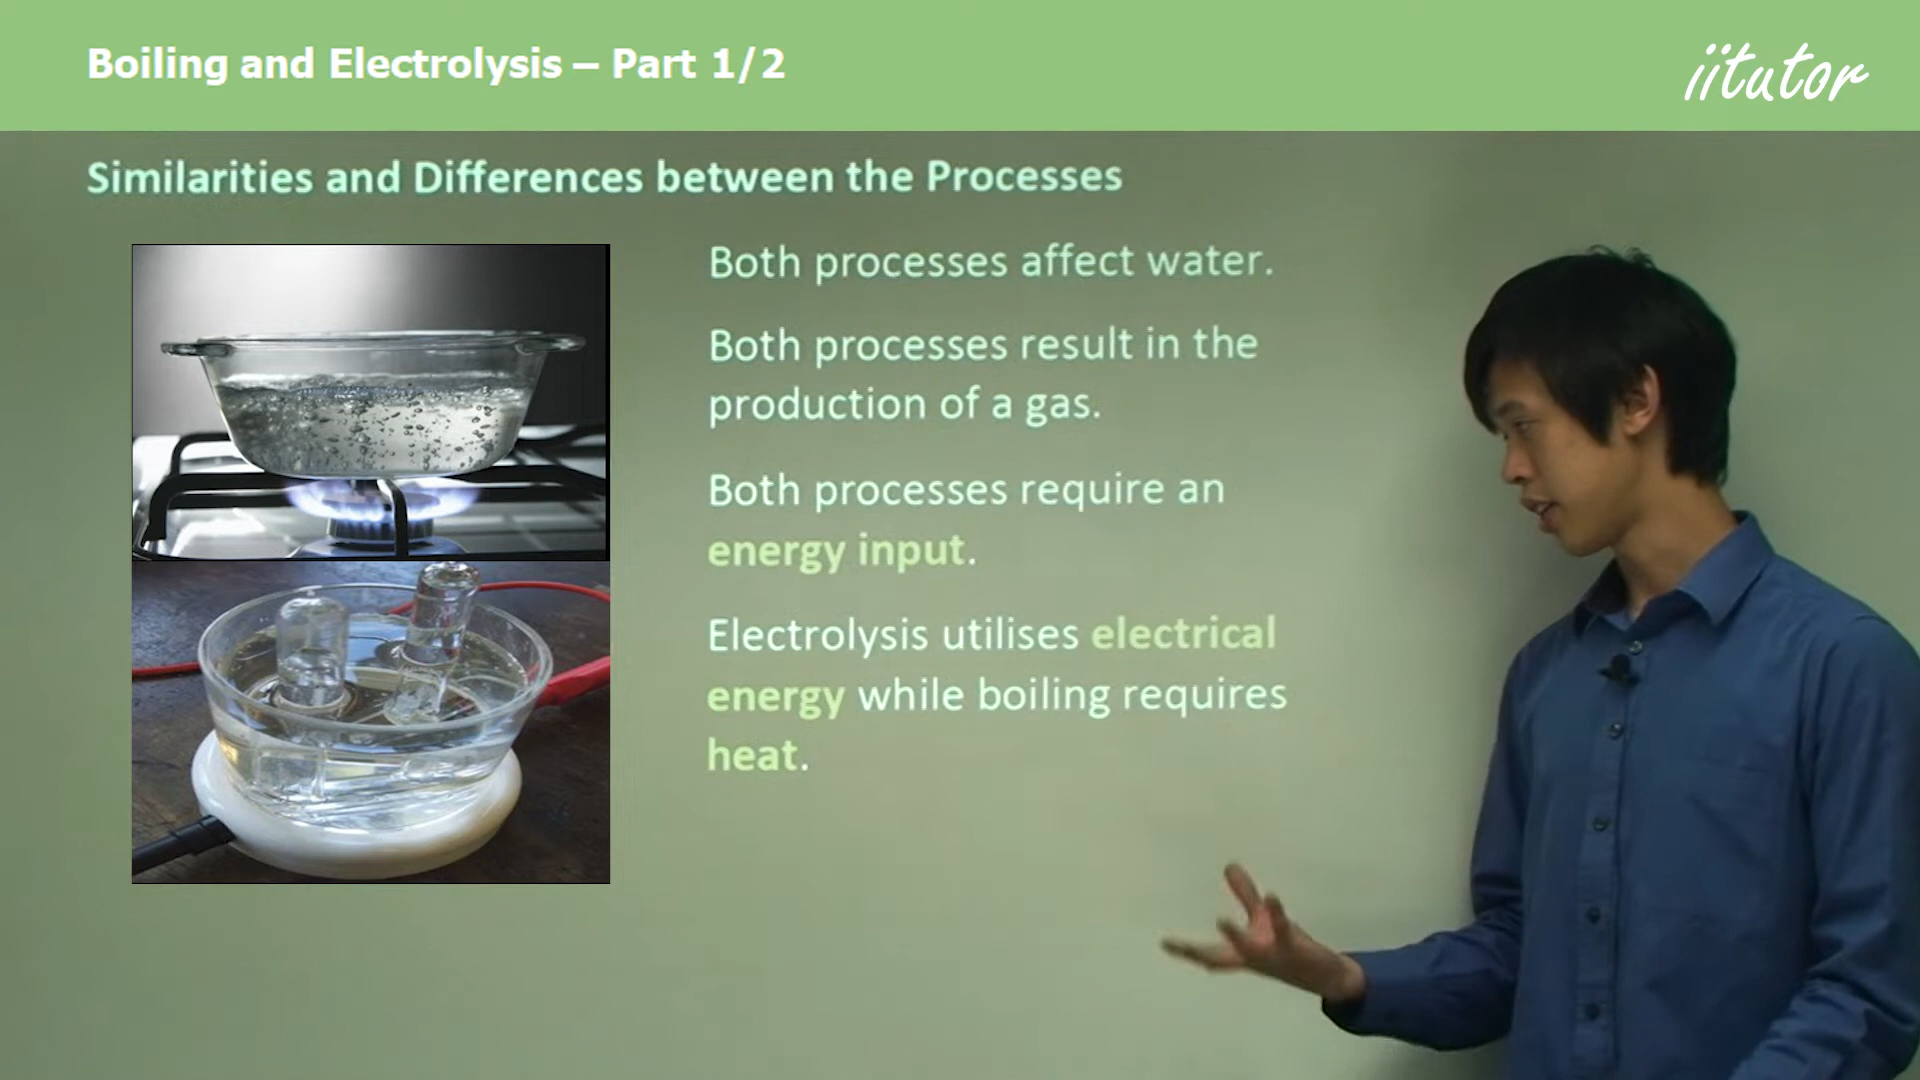 Boiling and Electrolysis – Part 1/2
iitutor
Similarities and Differences between the Processes
Both processes affect water.
Both processes result in the
production of a gas.
Both processes require an
energy input.
Electrolysis utilises electrical
energy while boiling requires
heat.